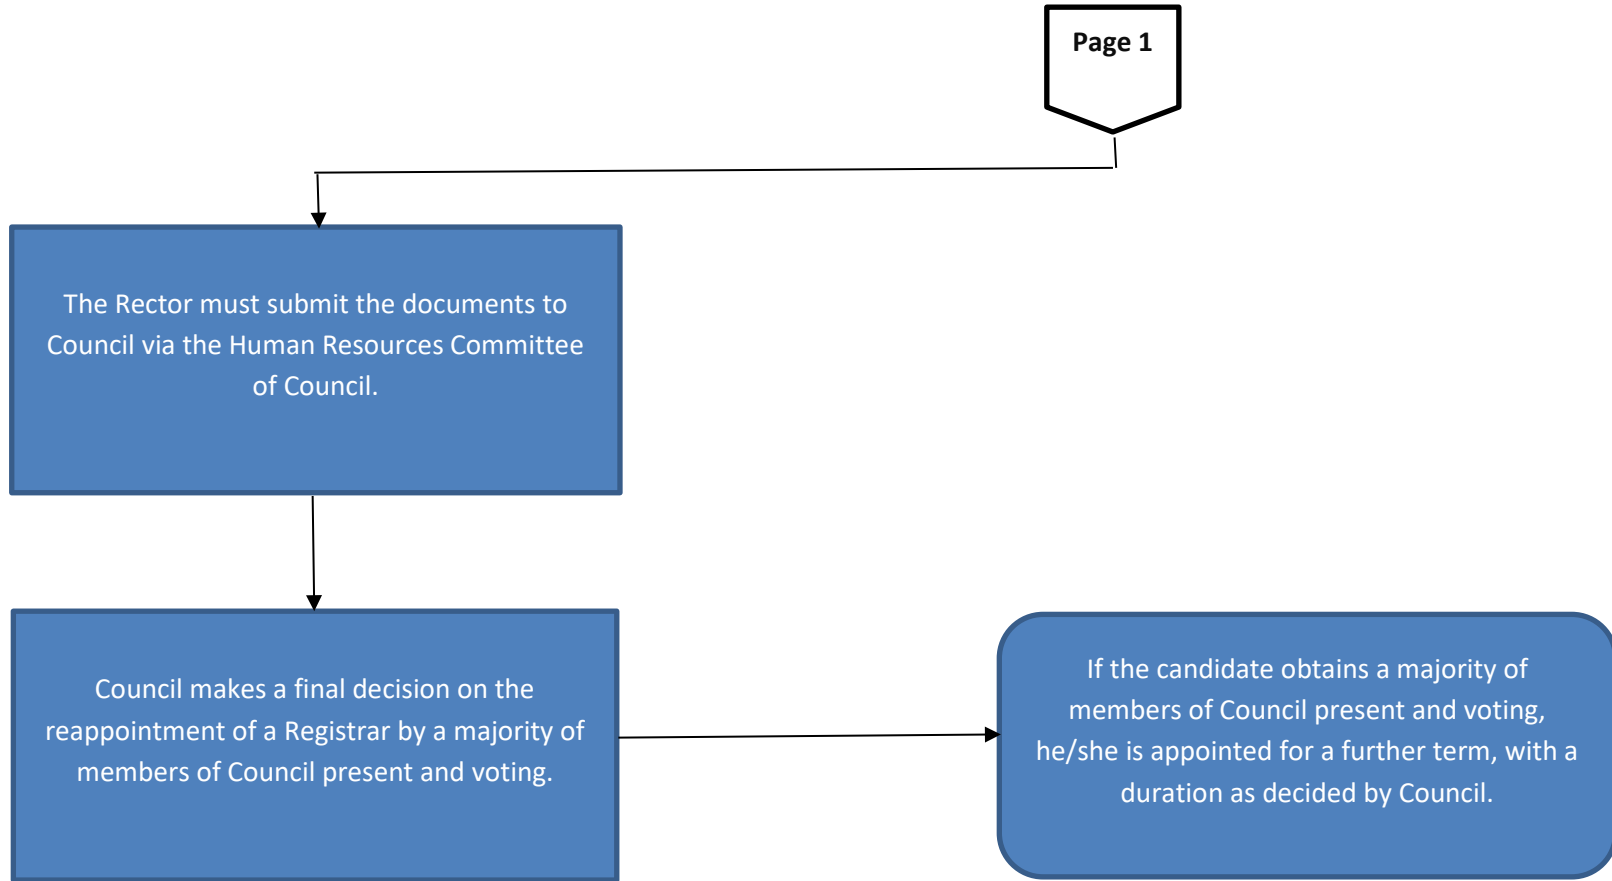 Page 1
The Rector must submit the documents to
Council via the Human Resources Committee
of Council.
Council makes a final decision on the
reappointment of a Registrar by a majority of
members of Council present and voting.
If the candidate obtains a majority of
members of Council present and voting,
he/she is appointed for a further term, with a
duration as decided by Council.